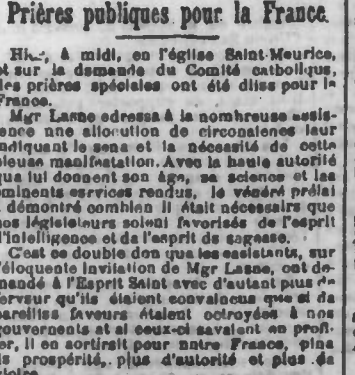 Prières publiques pour la France.
Hier, à midi, en l'église Saint-Maurice,
et sur la demande du Comité catholique,
des prières spéciales ont été dites pour la
France.
Mgr Lasne adressa à la nombreuse assis-
tence une allocution de circonstance leur
indiquant le sens et la nécessité de cette
pieuse manifestation. Avec la haute autorité
que lui donnent son âge, sa science et les
éminents services rendus, le vénéré prélat
a démontré combien il était nécessaire que
nos législateurs soient favorisés de l'esprit
d'intelligence et de l'esprit de sagesse.
C'est ce double don que les assistants, sur
l'éloquente invitation de Mgr Lasne, ont de-
mandé à l'Esprit Saint avec d'autant plus de
ferveur qu'ils étaient convaincus que si de
pareilles faveurs étaient octroyées à nos
gouvernants et si ceux-ci savaient en profi-
ter, il en sortirait pour notre France, plus
de prospérité, plus d'autorité et plus de
gloire.